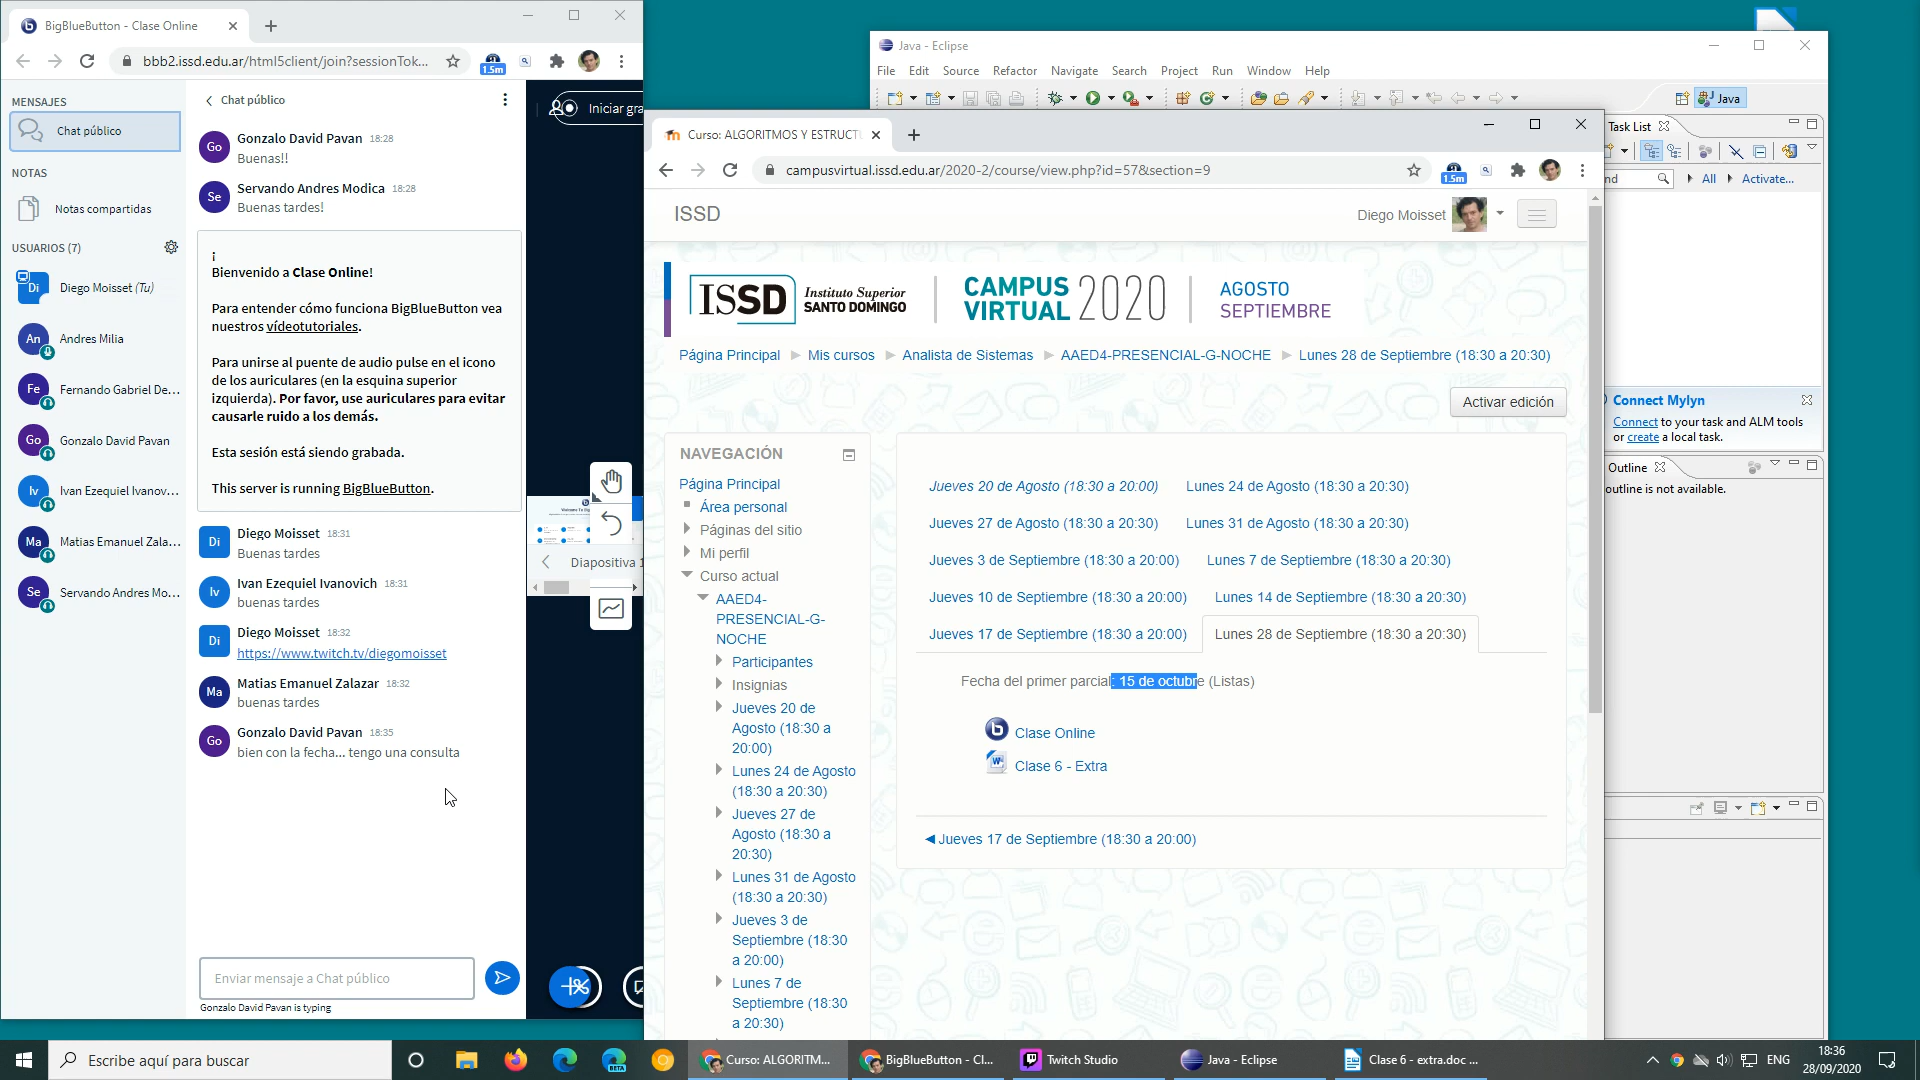 BigBlueButton - Clase Online
bbb2.issd.edu.ar/html5client/join?sessionTok...
1.5m
MENSAJES
Chat público
NOTAS
Notas compartidas
USUARIOS (7)
Di
Diego Moisset (Tu)
An
Andres Milia
Fe
Fernando Gabriel De...
Go
Gonzalo David Pavan
Iv
Ivan Ezequiel Ivanov...
Ma
Matias Emanuel Zala...
Se
Servando Andres Mo...
Chat público
Go
Gonzalo David Pavan 18:28
Buenas!!
Se
Servando Andres Modica 18:28
Buenas tardes!
¡
Bienvenido a Clase Online!
Para entender cómo funciona BigBlueButton vea
nuestros vídeotutoriales.
Para unirse al puente de audio pulse en el icono
de los auriculares (en la esquina superior
izquierda). Por favor, use auriculares para evitar
causarle ruido a los demás.
Esta sesión está siendo grabada.
This server is running BigBlueButton.
Di
Diego Moisset 18:31
Buenas tardes
Iv
Ivan Ezequiel Ivanovich 18:31
buenas tardes
Di
Diego Moisset 18:32
https://www.twitch.tv/diegomoisset
Ma
Matias Emanuel Zalazar 18:32
buenas tardes
Go
Gonzalo David Pavan 18:35
bien con la fecha... tengo una consulta
Enviar mensaje a Chat público
Gonzalo David Pavan is typing
Iniciar gra
Diapositiva 1
Java - Eclipse
File Edit Source Refactor Navigate Search Project Run Window Help
Java
Task List
nd
All
Activate...
Connect Mylyn
Connect to your task and ALM tools
or create a local task.
Outline
outline is not available.
Curso: ALGORITMOS Y ESTRUCT
campusvirtual.issd.edu.ar/2020-2/course/view.php?id=57&section=9
1.5m
ISSD
Diego Moisset
ISSD
Instituto Superior
SANTO DOMINGO
CAMPUS
VIRTUAL 2020
AGOSTO
SEPTIEMBRE
Página Principal
Mis cursos
Analista de Sistemas
AAED4-PRESENCIAL-G-NOCHE
Lunes 28 de Septiembre (18:30 a 20:30)
Activar edición
NAVEGACIÓN
Página Principal
Área personal
Páginas del sitio
Mi perfil
Curso actual
AAED4-
PRESENCIAL-G-
NOCHE
Participantes
Insignias
Jueves 20 de
Agosto (18:30 a
20:00)
Lunes 24 de Agosto
(18:30 a 20:30)
Jueves 27 de
Agosto (18:30 a
20:30)
Lunes 31 de Agosto
(18:30 a 20:30)
Jueves 3 de
Septiembre (18:30
a 20:00)
Lunes 7 de
Septiembre (18:30
a 20:30)
Jueves 20 de Agosto (18:30 a 20:00)
Lunes 24 de Agosto (18:30 a 20:30)
Jueves 27 de Agosto (18:30 a 20:30)
Lunes 31 de Agosto (18:30 a 20:30)
Jueves 3 de Septiembre (18:30 a 20:00)
Lunes 7 de Septiembre (18:30 a 20:30)
Jueves 10 de Septiembre (18:30 a 20:00)
Lunes 14 de Septiembre (18:30 a 20:30)
Jueves 17 de Septiembre (18:30 a 20:00)
Lunes 28 de Septiembre (18:30 a 20:30)
Fecha del primer parcial: 15 de octubre (Listas)
Clase Online
Clase 6 - Extra
Jueves 17 de Septiembre (18:30 a 20:00)
Escribe aquí para buscar
Curso: ALGORITM...
BigBlueButton - Cl...
Twitch Studio
Java - Eclipse
Clase 6 - extra.doc ...
ENG
18:36
28/09/2020